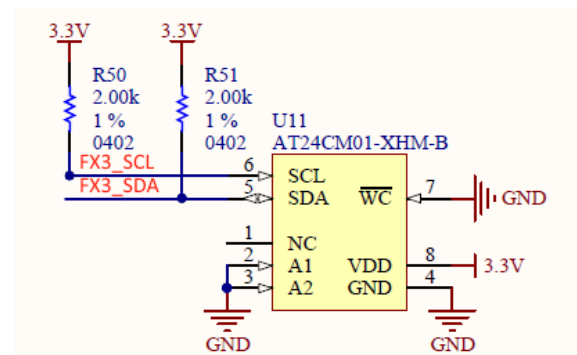 3.3V 3.3V
R50 R51
2.00k 2.00k
1 % 1 %
0402 0402
U11
AT24CM01-XHM-B
FX3_SCL
FX3_SDA
6 SCL
5 SDA WC 7 GND
1 NC
2 A1 VDD 8 3.3V
3 A2 GND 4
GND GND